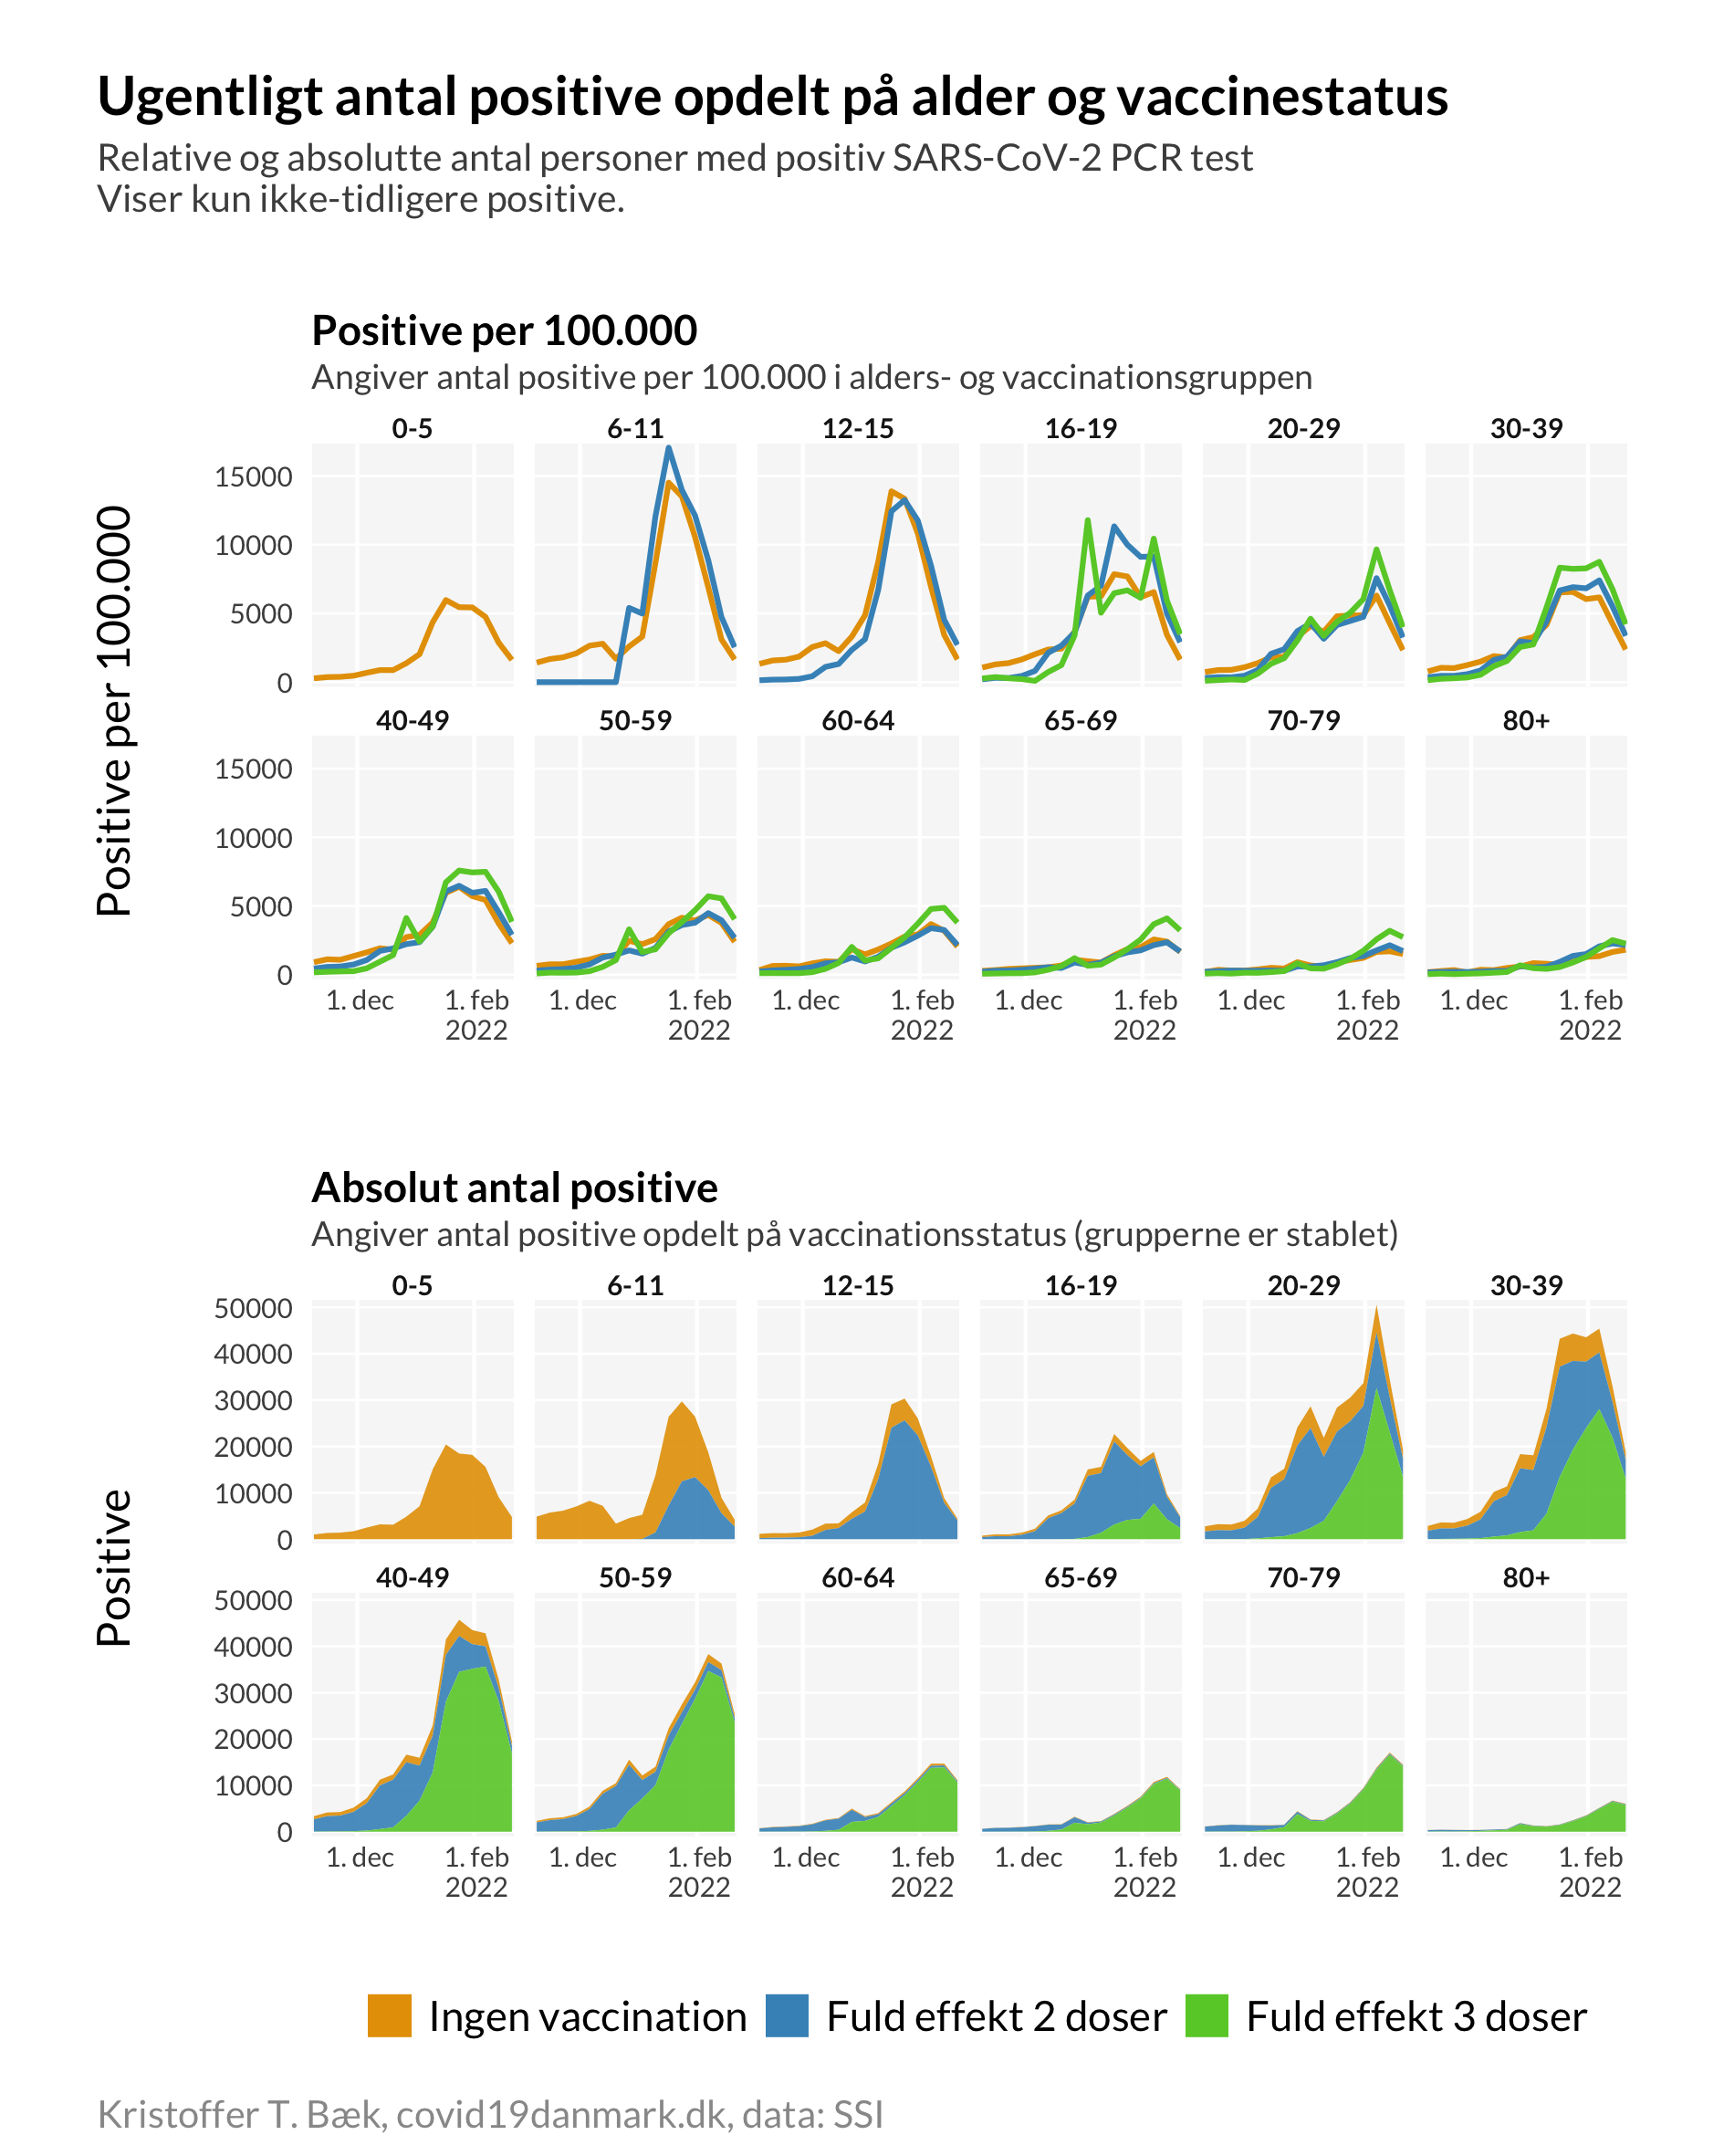 Ugentligt antal positive opdelt på alder og vaccinestatus
Relative og absolutte antal personer med positiv SARS-CoV-2 PCR test
Viser kun ikke-tidligere positive.
Positive per 100.000
Angiver antal positive per 100.000 i alders- og vaccinationsgruppen
Positive per 100.000
0-5 6-11 12-15 16-19 20-29 30-39
15000
10000
5000
0
40-49 50-59 60-64 65-69 70-79 80+
15000
10000
5000
0
1. dec 1. feb 1. dec 1. feb 1. dec 1. feb 1. dec 1. feb 1. dec 1. feb 1. dec 1. feb
2022 2022 2022 2022 2022 2022
Absolut antal positive
Angiver antal positive opdelt på vaccinationsstatus (grupperne er stablet)
Positive
0-5 6-11 12-15 16-19 20-29 30-39
50000
40000
30000
20000
10000
0
40-49 50-59 60-64 65-69 70-79 80+
50000
40000
30000
20000
10000
0
1. dec 1. feb 1. dec 1. feb 1. dec 1. feb 1. dec 1. feb 1. dec 1. feb 1. dec 1. feb
2022 2022 2022 2022 2022 2022
Ingen vaccination Fuld effekt 2 doser Fuld effekt 3 doser
Kristoffer T. Bæk, covid19danmark.dk, data: SSI